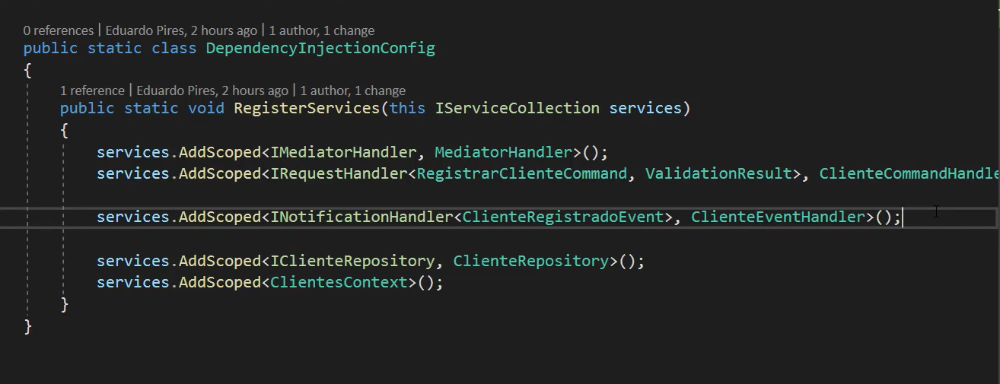 0 references | Eduardo Pires, 2 hours ago | 1 author, 1 change
public static class DependencyInjectionConfig
{
1 reference | Eduardo Pires, 2 hours ago | 1 author, 1 change
public static void RegisterServices(this IServiceCollection services)
{
services.AddScoped<IMediatorHandler, MediatorHandler>();
services.AddScoped<IRequestHandler<RegistrarClienteCommand, ValidationResult>, ClienteCommandHandle
services.AddScoped<INotificationHandler<ClienteRegistradoEvent>, ClienteEventHandler>();
services.AddScoped<IClienteRepository, ClienteRepository>();
services.AddScoped<ClientesContext>();
}
}